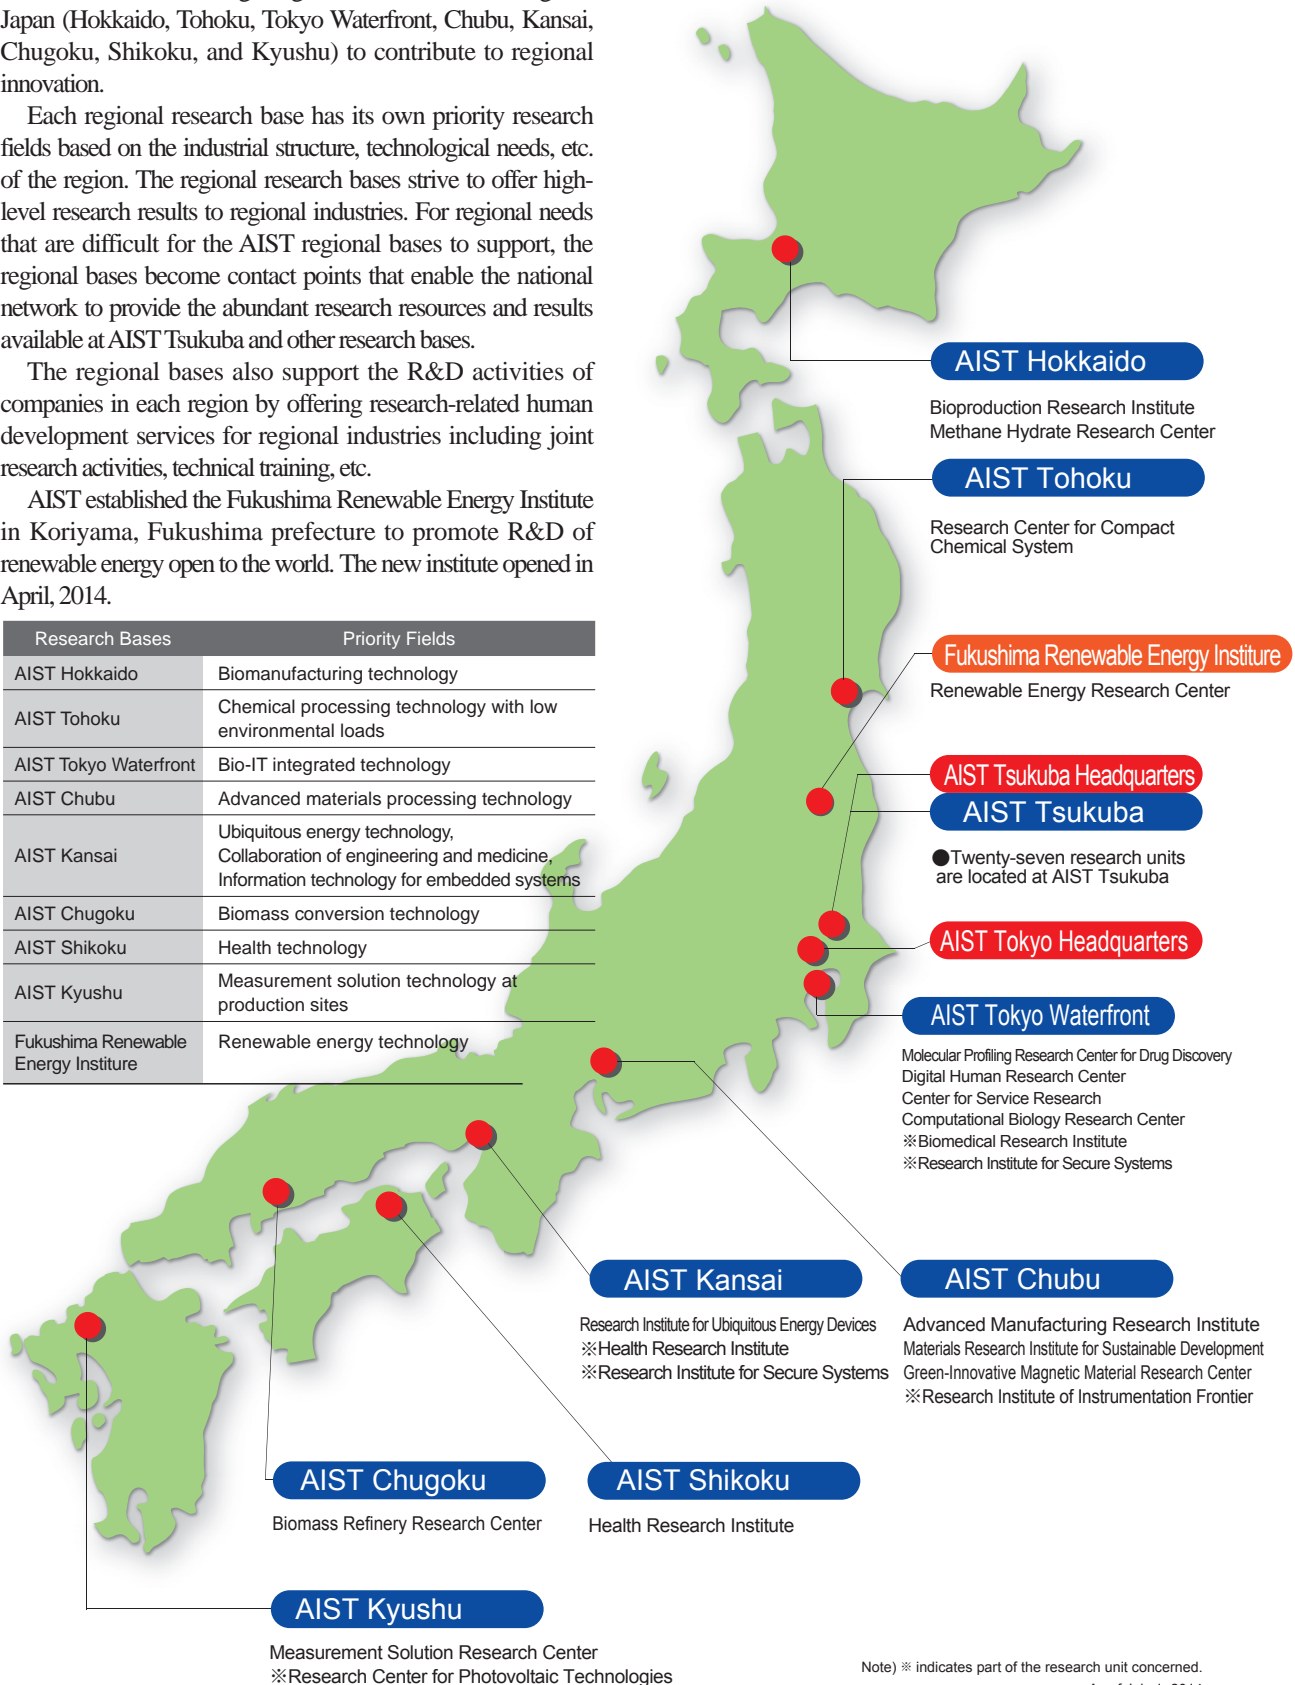 Japan (Hokkaido, Tohoku, Tokyo Waterfront, Chubu, Kansai,
Chugoku, Shikoku, and Kyushu) to contribute to regional
innovation.
Each regional research base has its own priority research
fields based on the industrial structure, technological needs, etc.
of the region. The regional research bases strive to offer high-
level research results to regional industries. For regional needs
that are difficult for the AIST regional bases to support, the
regional bases become contact points that enable the national
network to provide the abundant research resources and results
available at AIST Tsukuba and other research bases.
The regional bases also support the R&D activities of
companies in each region by offering research-related human
development services for regional industries including joint
research activities, technical training, etc.
AIST established the Fukushima Renewable Energy Institute
in Koriyama, Fukushima prefecture to promote R&D of
renewable energy open to the world. The new institute opened in
April, 2014.
Research Bases Priority Fields
AIST Hokkaido Biomanufacturing technology
AIST Tohoku Chemical processing technology with low
environmental loads
AIST Tokyo Waterfront Bio-IT integrated technology
AIST Chubu Advanced materials processing technology
AIST Kansai Ubiquitous energy technology,
Collaboration of engineering and medicine,
Information technology for embedded systems
AIST Chugoku Biomass conversion technology
AIST Shikoku Health technology
AIST Kyushu Measurement solution technology at
production sites
Fukushima Renewable Renewable energy technology
Energy Institure
AIST Hokkaido
Bioproduction Research Institute
Methane Hydrate Research Center
AIST Tohoku
Research Center for Compact
Chemical System
Fukushima Renewable Energy Institure
Renewable Energy Research Center
AIST Tsukuba Headquarters
AIST Tsukuba
●Twenty-seven research units
are located at AIST Tsukuba
AIST Tokyo Headquarters
AIST Tokyo Waterfront
Molecular Profiling Research Center for Drug Discovery
Digital Human Research Center
Center for Service Research
Computational Biology Research Center
※Biomedical Research Institute
※Research Institute for Secure Systems
AIST Kansai
Research Institute for Ubiquitous Energy Devices
※Health Research Institute
※Research Institute for Secure Systems
AIST Chubu
Advanced Manufacturing Research Institute
Materials Research Institute for Sustainable Development
Green-Innovative Magnetic Material Research Center
※Research Institute of Instrumentation Frontier
AIST Chugoku
Biomass Refinery Research Center
AIST Shikoku
Health Research Institute
AIST Kyushu
Measurement Solution Research Center
※Research Center for Photovoltaic Technologies
Note) ※ indicates part of the research unit concerned.